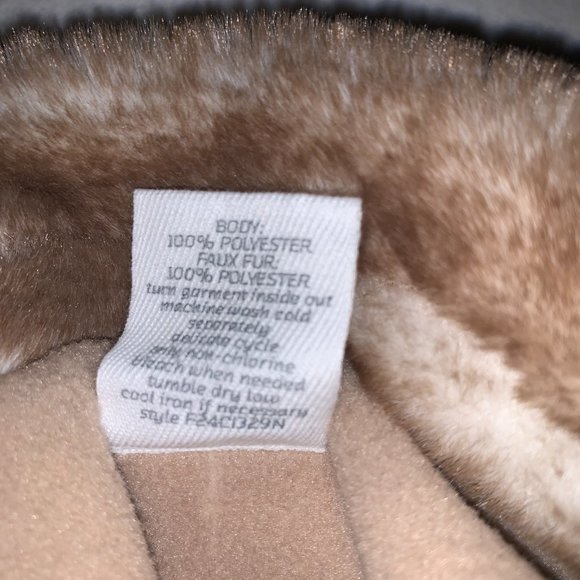 BODY:
100% POLYESTER
FAUX FUR:
100% POLYESTER
turn garment inside out
machine wash cold
separately
delicate cycle
only non-chlorine
bleach when needed
tumble dry low
cool iron if necessary
style F24C1329N